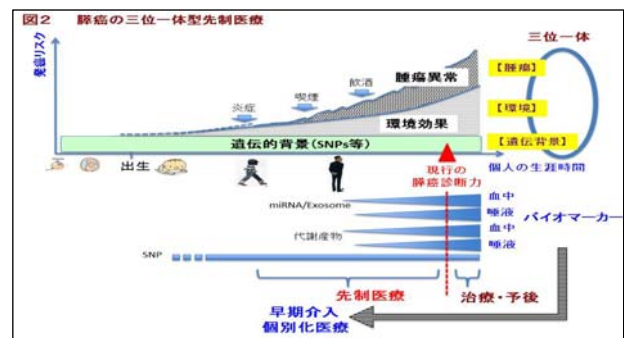 図2 膵癌の三位一体型先制医療
三位一体
発癌リスク
飲酒
喫煙
炎症
腫瘍異常
環境効果
【腫瘍】
【環境】
【遺伝背景】
遺伝的背景(SNPs等)
出生
個人の生涯時間
現行の
膵癌診断力
miRNA/Exosome
血中
唾液
代謝産物
血中
唾液
バイオマーカー
SNP
先制医療
治療・予後
早期介入
個別化医療